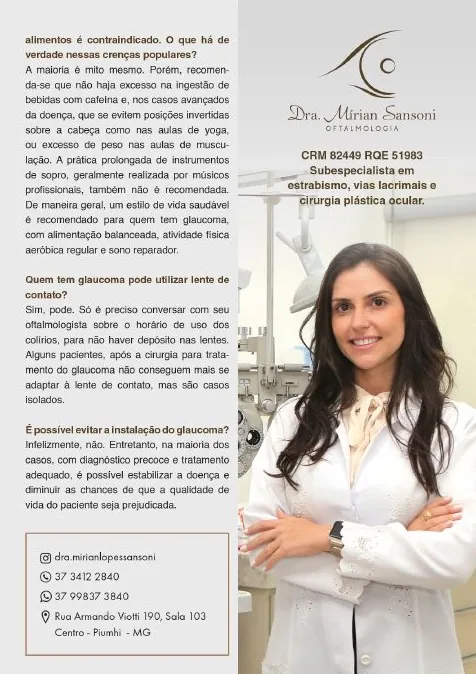 alimentos é contraindicado. O que há de
verdade nessas crenças populares?
A maioria é mito mesmo. Porém, recomen-
da-se que não haja excesso na ingestão de
bebidas com cafeína e, nos casos avançados
da doença, que se evitem posições invertidas
sobre a cabeça como nas aulas de yoga,
ou excesso de peso nas aulas de muscu-
lação. A prática prolongada de instrumentos
de sopro, geralmente realizada por músicos
profissionais, também não é recomendada.
De maneira geral, um estilo de vida saudável
é recomendado para quem tem glaucoma,
com alimentação balanceada, atividade física
aeróbica regular e sono reparador.
Quem tem glaucoma pode utilizar lente de
contato?
Sim, pode. Só é preciso conversar com seu
oftalmologista sobre o horário de uso dos
colírios, para não haver depósito nas lentes.
Alguns pacientes, após a cirurgia para trata-
mento do glaucoma não conseguem mais se
adaptar à lente de contato, mas são casos
isolados.
É possível evitar a instalação do glaucoma?
Infelizmente, não. Entretanto, na maioria dos
casos, com diagnóstico precoce e tratamento
adequado, é possível estabilizar a doença e
diminuir as chances de que a qualidade de
vida do paciente seja prejudicada.
dra.mirianlopessansoni
37 3412 2840
37 99837 3840
Rua Armando Viotti 190, Sala 103
Centro - Piumhi - MG
Dra. Mírian Sansoni
OFTALMOLOGIA
CRM 82449 RQE 51983
Subespecialista em
estrabismo, vias lacrimais e
cirurgia plástica ocular.